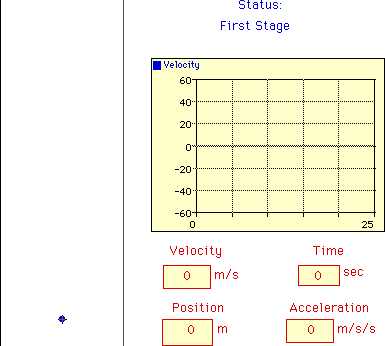 Status:
First Stage
Velocity
60
40
20
0
-20
-40
-60
0 25
Velocity Time
0 m/s 0 sec
Position Acceleration
0 m 0 m/s/s